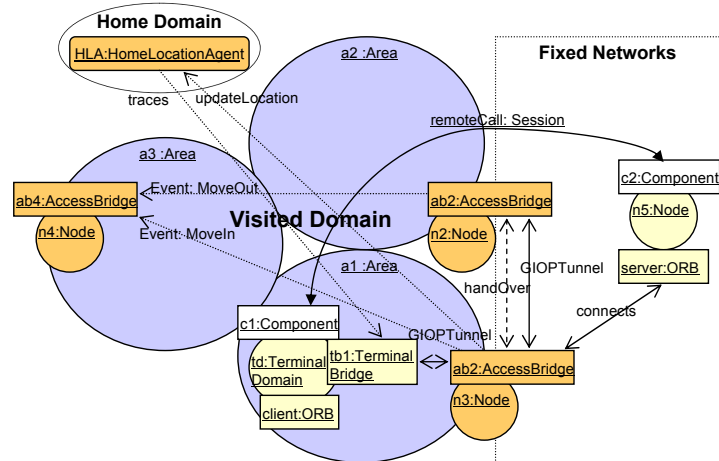 Home Domain
HLA:HomeLocationAgent
a2 :Area
Fixed Networks
traces
updateLocation
remoteCall: Session
a3 :Area
c2:Component
ab4:AccessBridge
Event: MoveOut
ab2:AccessBridge
n5:Node
Visited Domain
n4:Node
Event: MoveIn
n2:Node
a1 :Area
GIOPTunnel
server:ORB
handOver
c1:Component
GIOPTunnel
connects
td:Terminal
Domain
tb1:Terminal
Bridge
ab2:AccessBridge
n3:Node
client:ORB